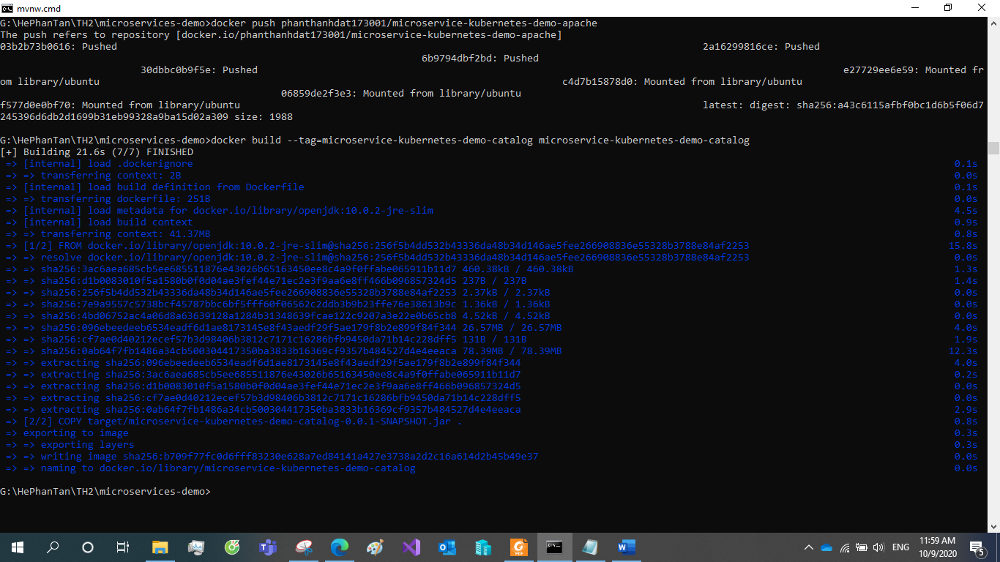 mvnw.cmd
G:\HePhanTan\TH2\microservices-demo>docker push phanthanhdat173001/microservice-kubernetes-demo-apache
The push refers to repository [docker.io/phanthanhdat173001/microservice-kubernetes-demo-apache]
03b2b73b0616: Pushed 2a16299816ce: Pushed
6b9794dbf2bd: Pushed
30dbbc0b9f5e: Pushed e27729ee6e59: Mounted fr
om library/ubuntu c4d7b15878d0: Mounted from library/ubuntu
06859de2f3e3: Mounted from library/ubuntu
f577d0e0bf70: Mounted from library/ubuntu latest: digest: sha256:a43c6115afbf0bc1d6b5f06d7
245396d6db2d1699b31eb99328a9ba15d02a309 size: 1988
G:\HePhanTan\TH2\microservices-demo>docker build --tag=microservice-kubernetes-demo-catalog microservice-kubernetes-demo-catalog
[+] Building 21.6s (7/7) FINISHED
=> [internal] load .dockerignore 0.1s
=> => transferring context: 2B 0.0s
=> [internal] load build definition from Dockerfile 0.1s
=> => transferring dockerfile: 251B 0.0s
=> [internal] load metadata for docker.io/library/openjdk:10.0.2-jre-slim 4.5s
=> [internal] load build context 0.9s
=> => transferring context: 41.37MB 0.8s
=> [1/2] FROM docker.io/library/openjdk:10.0.2-jre-slim@sha256:256f5b4dd532b43336da48b34d146ae5fee266908836e55328b3788e84af2253 15.8s
=> => resolve docker.io/library/openjdk:10.0.2-jre-slim@sha256:256f5b4dd532b43336da48b34d146ae5fee266908836e55328b3788e84af2253 0.0s
=> => sha256:3ac6aea685cb5ee685511876e43026b65163450ee8c4a9f0ffabe065911b11d7 460.38kB / 460.38kB 1.3s
=> => sha256:d1b0083010f5a1580b0f0d04ae3fef44e71ec2e3f9aa6e8ff466b096857324d5 237B / 237B 1.4s
=> => sha256:256f5b4dd532b43336da48b34d146ae5fee266908836e55328b3788e84af2253 2.37kB / 2.37kB 0.0s
=> => sha256:7e9a9557c5738bcf45787bbc6bf5fff60f06562c2ddb3b9b23ffe76e38613b9c 1.36kB / 1.36kB 0.0s
=> => sha256:4bd06752ac4a06d8a63639128a1284b31348639fcae122c9207a3e22e0b65cb8 4.52kB / 4.52kB 0.0s
=> => sha256:096ebeedeeb6534eadf6d1ae8173145e8f43aedf29f5ae179f8b2e899f84f344 26.57MB / 26.57MB 4.0s
=> => sha256:cf7ae0d40212ecef57b3d98406b3812c7171c16286bfb9450da71b14c228dff5 131B / 131B 1.9s
=> => sha256:0ab64f7fb1486a34cb500304417350ba3833b16369cf9357b484527d4e4eeaca 78.39MB / 78.39MB 12.3s
=> => extracting sha256:096ebeedeeb6534eadf6d1ae8173145e8f43aedf29f5ae179f8b2e899f84f344 4.0s
=> => extracting sha256:3ac6aea685cb5ee685511876e43026b65163450ee8c4a9f0ffabe065911b11d7 0.2s
=> => extracting sha256:d1b0083010f5a1580b0f0d04ae3fef44e71ec2e3f9aa6e8ff466b096857324d5 0.0s
=> => extracting sha256:cf7ae0d40212ecef57b3d98406b3812c7171c16286bfb9450da71b14c228dff5 0.0s
=> => extracting sha256:0ab64f7fb1486a34cb500304417350ba3833b16369cf9357b484527d4e4eeaca 2.9s
=> [2/2] COPY target/microservice-kubernetes-demo-catalog-0.0.1-SNAPSHOT.jar . 0.8s
=> exporting to image 0.3s
=> => exporting layers 0.3s
=> => writing image sha256:b709f77fc0d6fff83230e628a7ed84141a427e3738a2d2c16a614d2b45b49e37 0.0s
=> => naming to docker.io/library/microservice-kubernetes-demo-catalog 0.0s
G:\HePhanTan\TH2\microservices-demo>
ENG
11:59 AM
10/9/2020
5